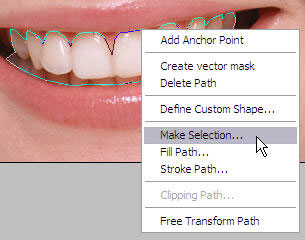 Add Anchor Point
Create vector mask
Delete Path
Define Custom Shape...
Make Selection...
Fill Path...
Stroke Path...
Clipping Path...
Free Transform Path